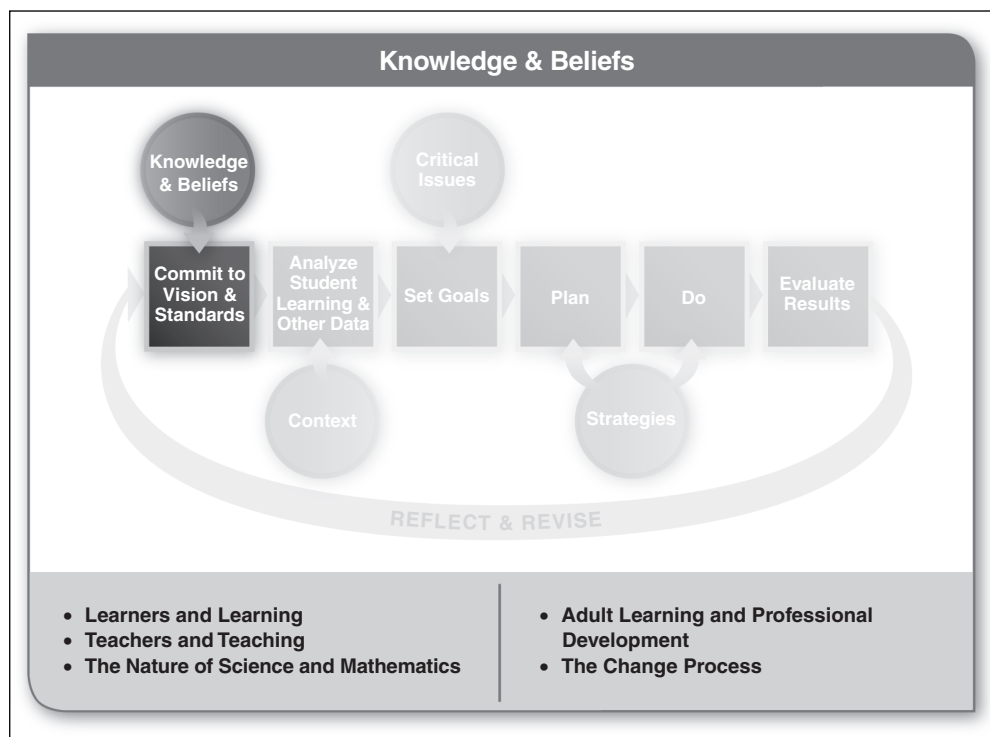 Knowledge & Beliefs
Knowledge
& Beliefs
Critical
Issues
Commit to
Vision &
Standards
Analyze
Student
Learning &
Other Data
Set Goals
Plan
Do
Evaluate
Results
Context
Strategies
REFLECT & REVISE
• Learners and Learning
• Teachers and Teaching
• The Nature of Science and Mathematics
• Adult Learning and Professional
Development
• The Change Process